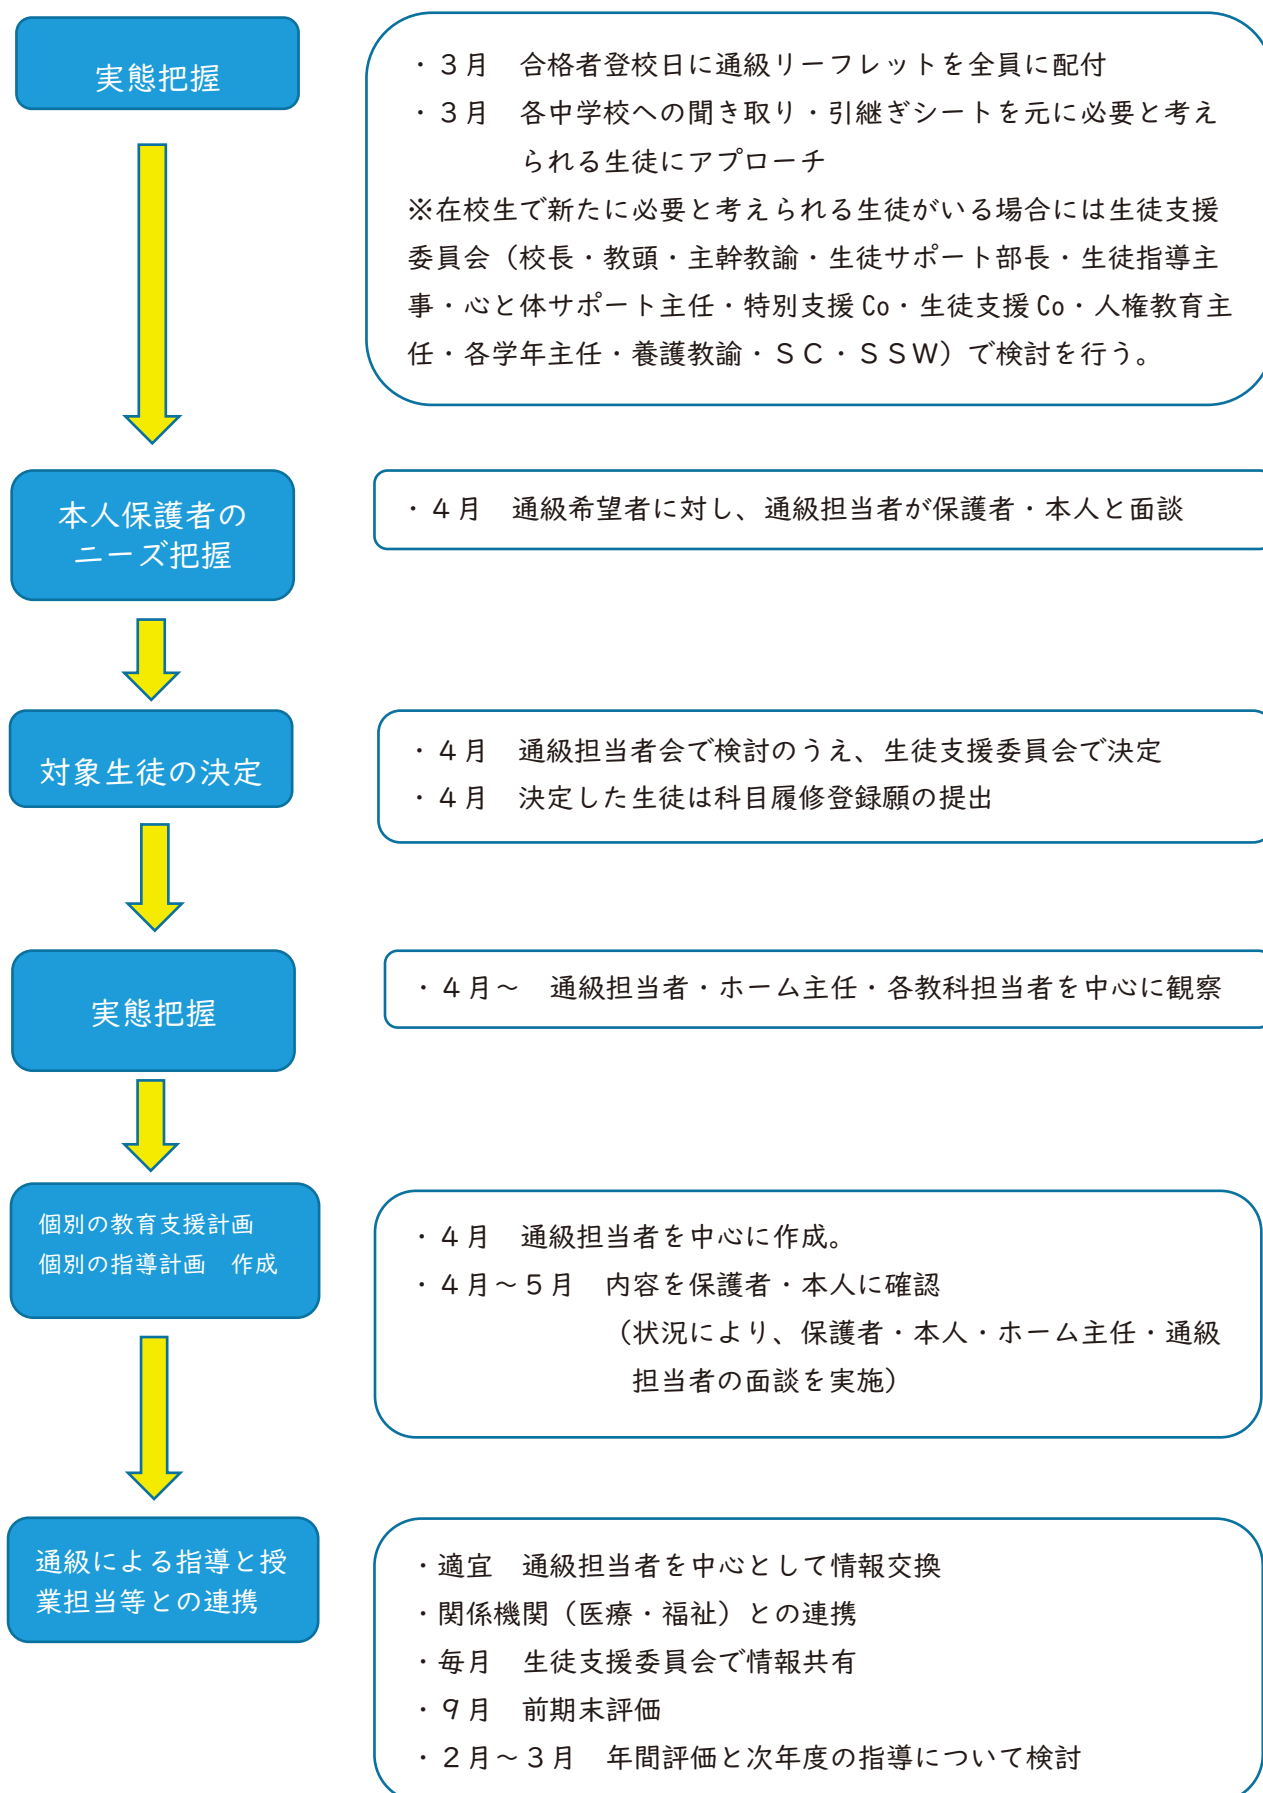 実態把握
・３月　合格者登校日に通級リーフレットを全員に配付
・３月　各中学校への聞き取り・引継ぎシートを元に必要と考え
られる生徒にアプローチ
※在校生で新たに必要と考えられる生徒がいる場合には生徒支援
委員会（校長・教頭・主幹教諭・生徒サポート部長・生徒指導主
事・心と体サポート主任・特別支援 Co・生徒支援 Co・人権教育主
任・各学年主任・養護教諭・ＳＣ・ＳＳＷ）で検討を行う。
本人保護者の
ニーズ把握
・４月　通級希望者に対し、通級担当者が保護者・本人と面談
対象生徒の決定
・４月　通級担当者会で検討のうえ、生徒支援委員会で決定
・４月　決定した生徒は科目履修登録願の提出
実態把握
・４月～　通級担当者・ホーム主任・各教科担当者を中心に観察
個別の教育支援計画
個別の指導計画　作成
・４月　通級担当者を中心に作成。
・４月～５月　内容を保護者・本人に確認
（状況により、保護者・本人・ホーム主任・通級
担当者の面談を実施）
通級による指導と授
業担当等との連携
・適宜　通級担当者を中心として情報交換
・関係機関（医療・福祉）との連携
・毎月　生徒支援委員会で情報共有
・９月　前期末評価
・２月～３月　年間評価と次年度の指導について検討